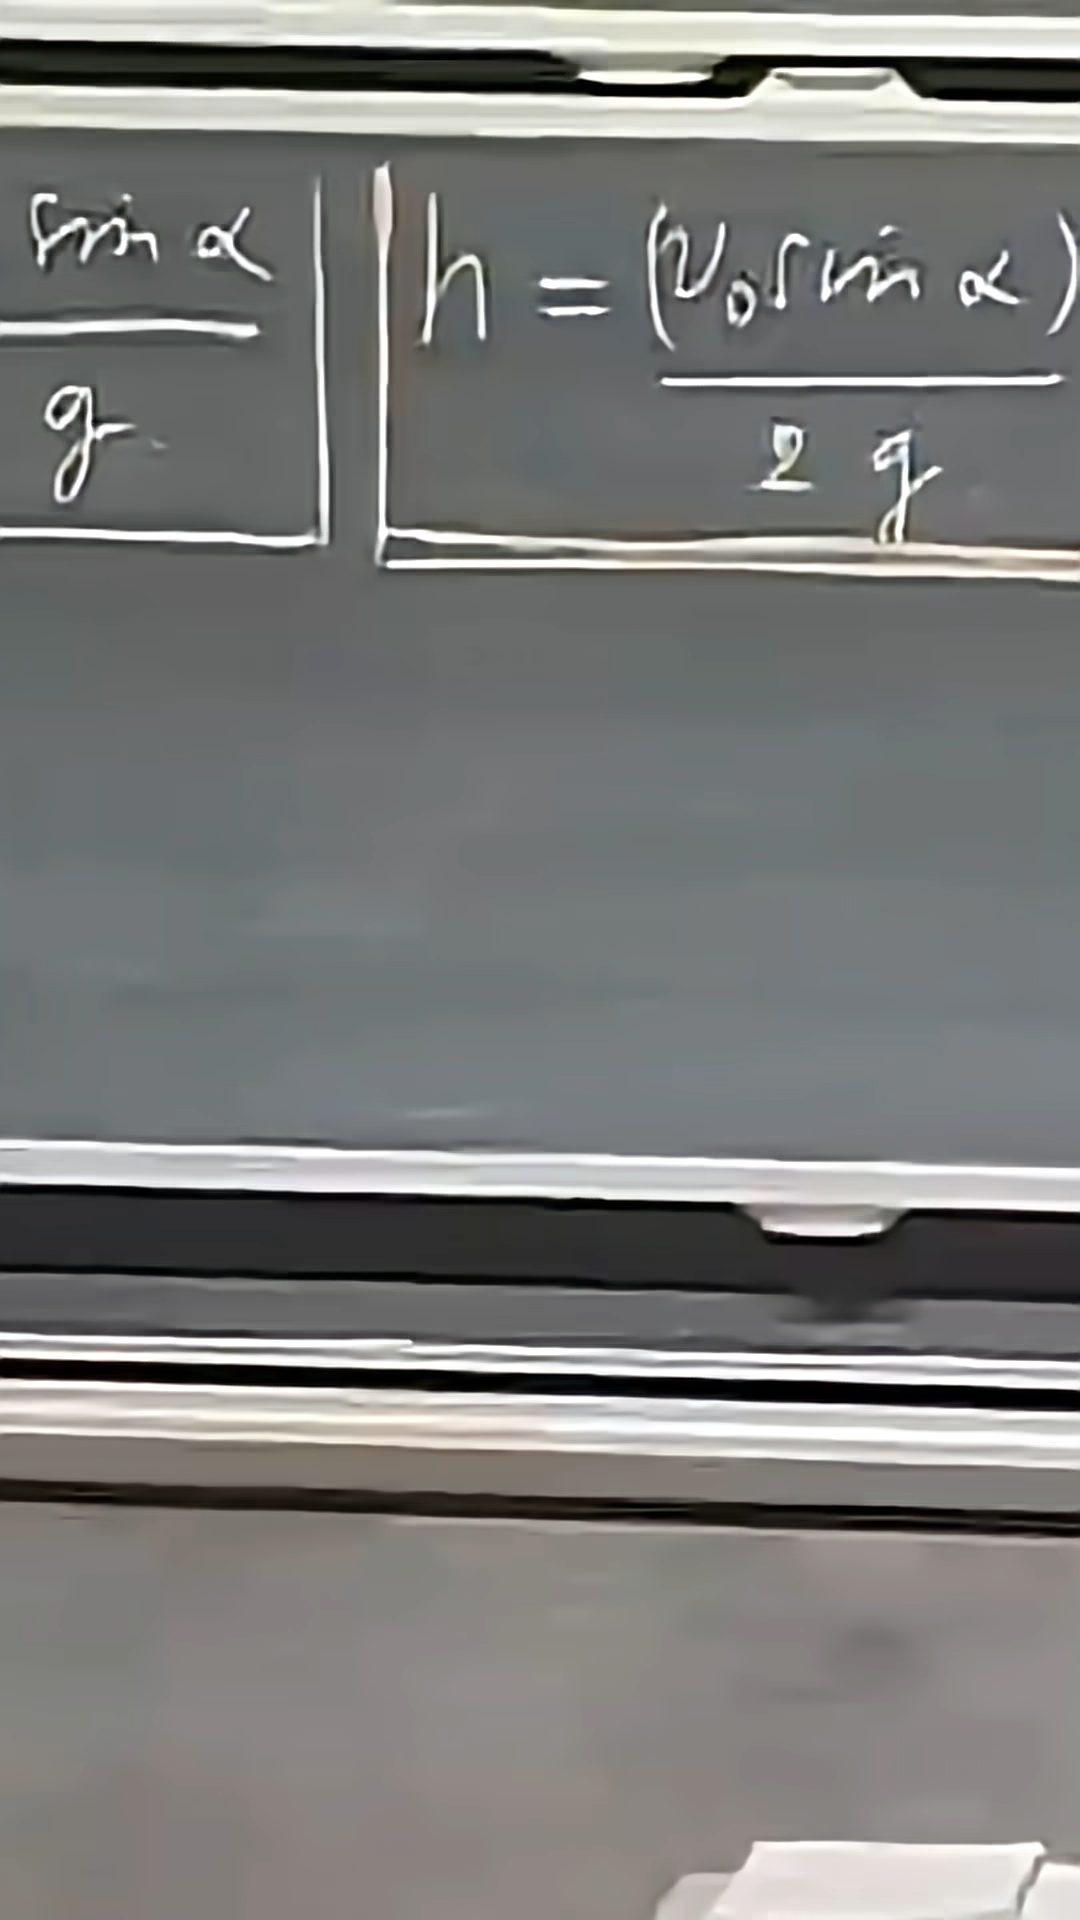 sin α
g
h = (v₀ sin α)
2 g